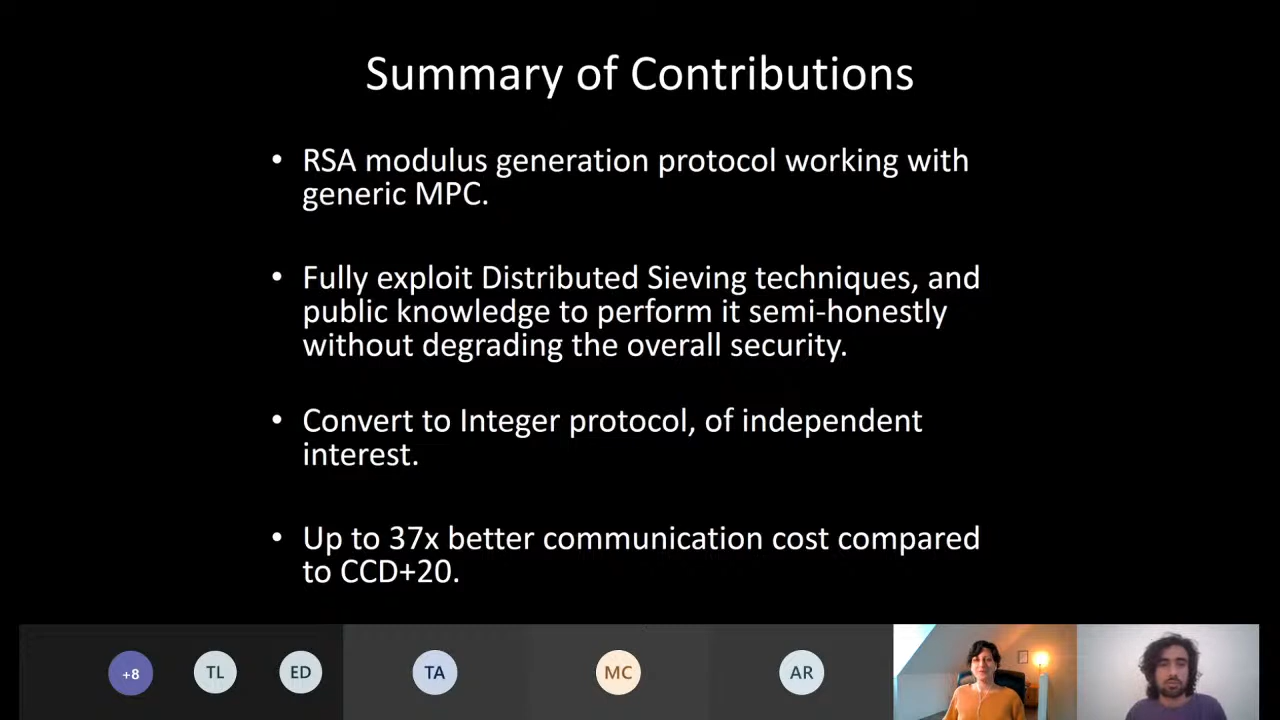 Summary of Contributions
• RSA modulus generation protocol working with
generic MPC.
• Fully exploit Distributed Sieving techniques, and
public knowledge to perform it semi-honestly
without degrading the overall security.
• Convert to Integer protocol, of independent
interest.
• Up to 37x better communication cost compared
to CCD+20.
+8 TL ED TA MC AR